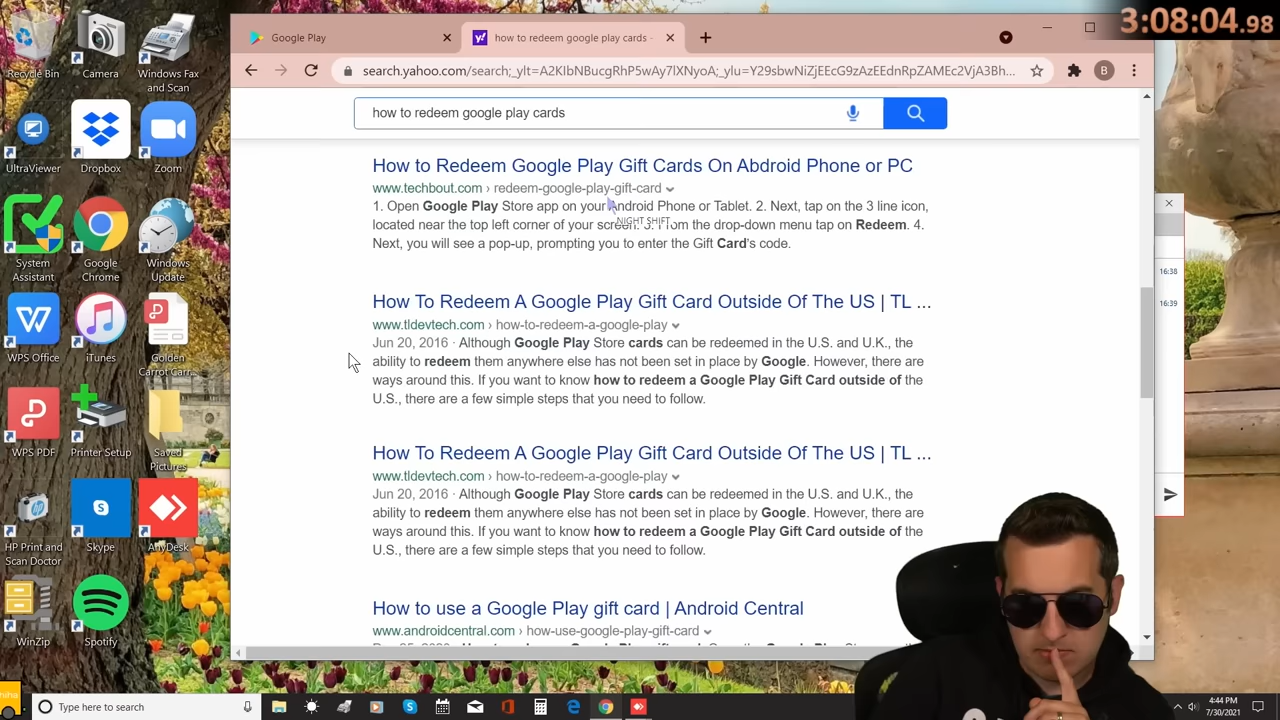 3:08:04.98
Google Play
how to redeem google play cards -
search.yahoo.com/search;_ylt=A2KIbNBucgRhP5wAy7lXNyoA;_ylu=Y29sbwNiZjEEcG9zAzEEdnRpZAMEc2VjA3Bh...
B
how to redeem google play cards
How to Redeem Google Play Gift Cards On Abdroid Phone or PC
www.techbout.com › redeem-google-play-gift-card
1. Open Google Play Store app on your Android Phone or Tablet. 2. Next, tap on the 3 line icon,
NIGHT SHIFT
located near the top left corner of your screen. 3. From the drop-down menu tap on Redeem. 4.
Next, you will see a pop-up, prompting you to enter the Gift Card's code.
How To Redeem A Google Play Gift Card Outside Of The US | TL ...
www.tldevtech.com › how-to-redeem-a-google-play
Jun 20, 2016 · Although Google Play Store cards can be redeemed in the U.S. and U.K., the
ability to redeem them anywhere else has not been set in place by Google. However, there are
ways around this. If you want to know how to redeem a Google Play Gift Card outside of the
U.S., there are a few simple steps that you need to follow.
How To Redeem A Google Play Gift Card Outside Of The US | TL ...
www.tldevtech.com › how-to-redeem-a-google-play
Jun 20, 2016 · Although Google Play Store cards can be redeemed in the U.S. and U.K., the
ability to redeem them anywhere else has not been set in place by Google. However, there are
ways around this. If you want to know how to redeem a Google Play Gift Card outside of the
U.S., there are a few simple steps that you need to follow.
How to use a Google Play gift card | Android Central
www.androidcentral.com › how-use-google-play-gift-card
Recycle Bin
Camera
Windows Fax
and Scan
UltraViewer
Dropbox
Zoom
System
Assistant
Google
Chrome
Windows
Update
WPS Office
iTunes
Golden
Carrot Carr...
WPS PDF
Printer Setup
Saved
Pictures
HP Print and
Scan Doctor
Skype
AnyDesk
WinZip
Spotify
16:38
16:39
Type here to search
4:44 PM
7/30/2021